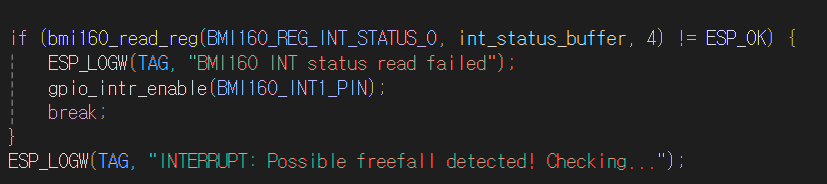 if (bmi160_read_reg(BMI160_REG_INT_STATUS_0, int_status_buffer, 4) != ESP_OK) {
    ESP_LOGW(TAG, "BMI160 INT status read failed");
    gpio_intr_enable(BMI160_INT1_PIN);
    break;
}
ESP_LOGW(TAG, "INTERRUPT: Possible freefall detected! Checking...");